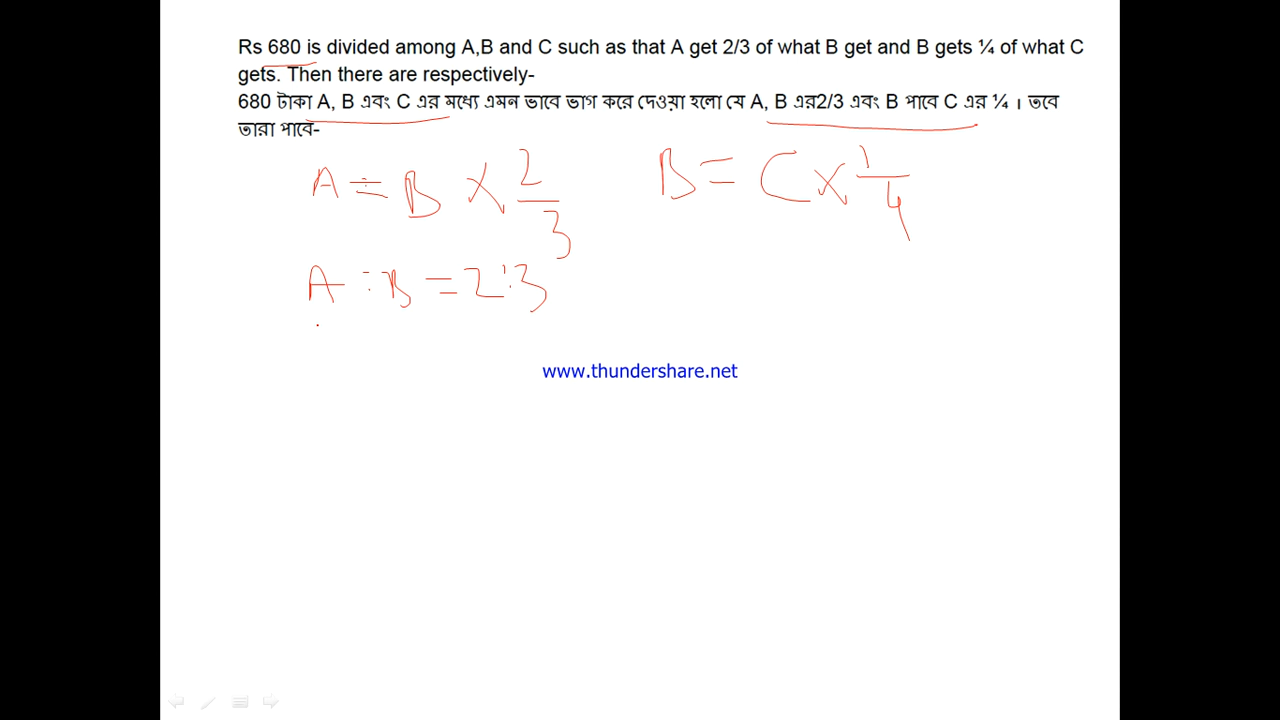 Rs 680 is divided among A,B and C such as that A get 2/3 of what B get and B gets ¼ of what C
gets. Then there are respectively-
680 টাকা A, B এবং C এর মধ্যে এমন ভাবে ভাগ করে দেওয়া হলো যে A, B এর2/3 এবং B পাবে C এর ¼ । তবে
তারা পাবে-
A = B × 2/3 B = C × 1/4
A : B = 2 : 3
www.thundershare.net